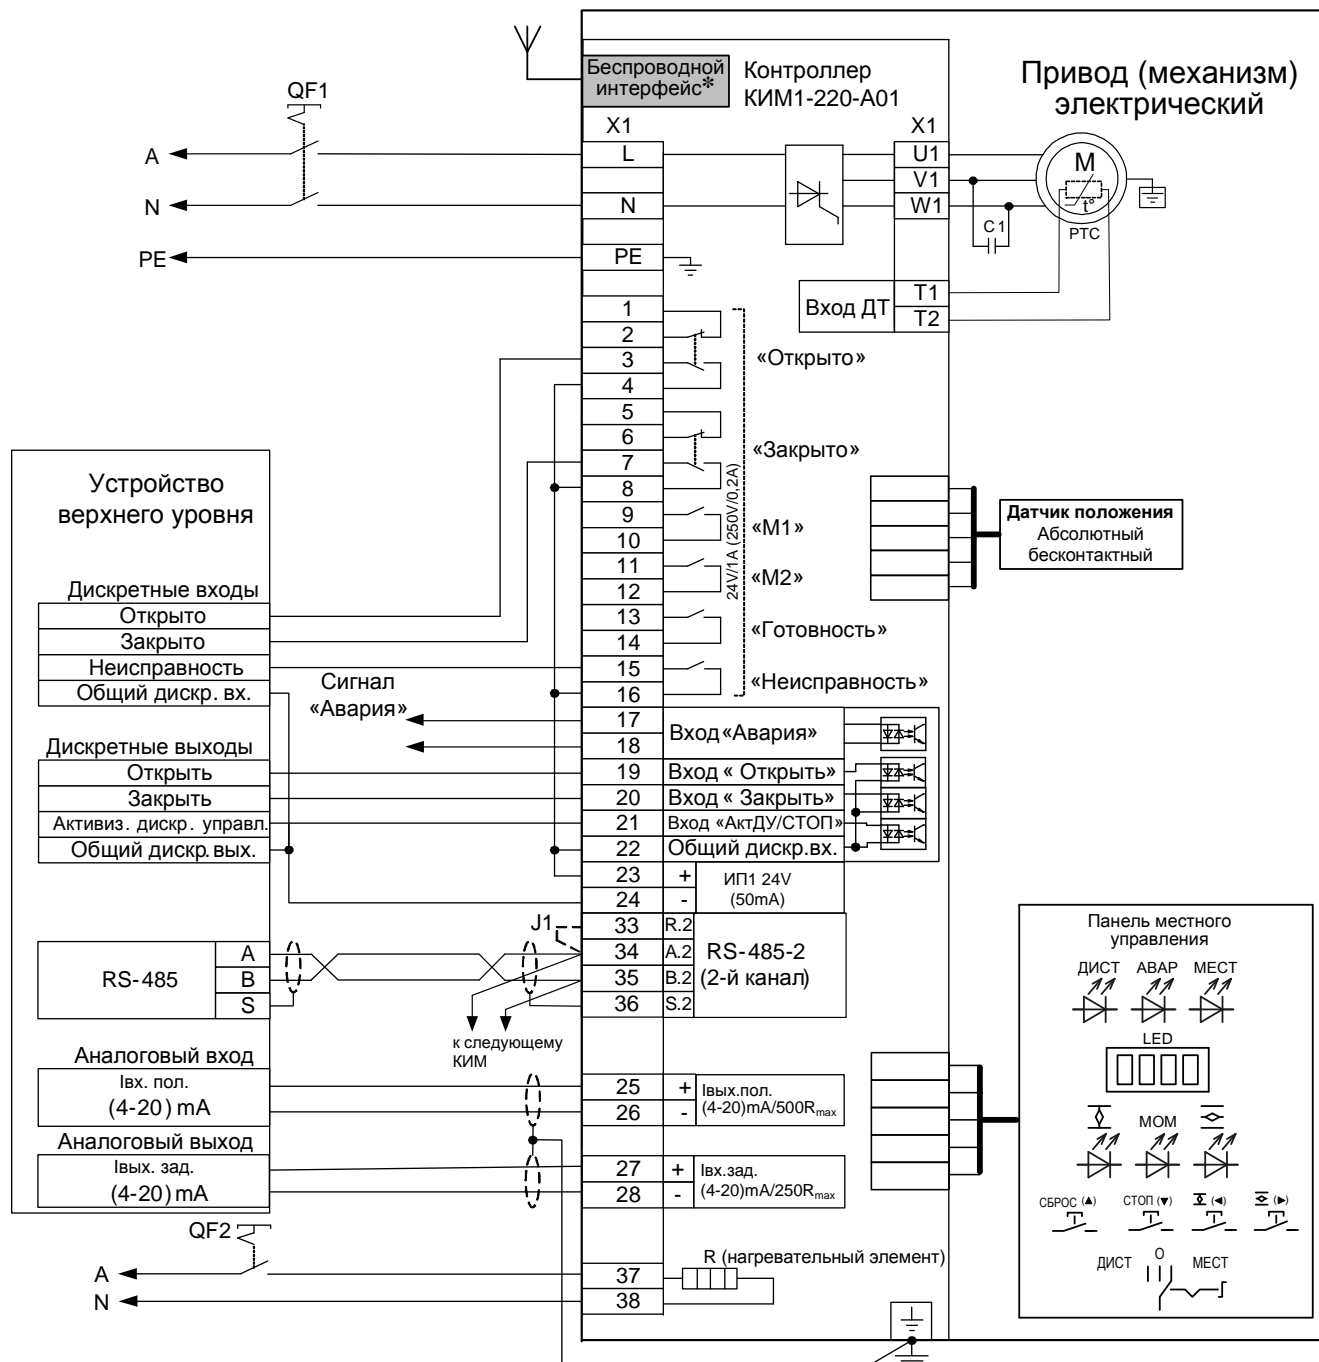 Беспроводной
интерфейс*
Контроллер
КИМ1-220-А01
Привод (механизм)
электрический
QF1
X1
X1
A
L
U1
M
V1
N
N
W1
t°
C1
PTC
PE
PE
Вход ДТ
T1
T2
1
2
3
4
«Открыто»
5
6
7
8
«Закрыто»
9
10
«М1»
11
12
«М2»
13
14
«Готовность»
15
16
«Неисправность»
24V/1A (250V/0,2A)
Датчик положения
Абсолютный
бесконтактный
Устройство
верхнего уровня
Дискретные входы
Открыто
Закрыто
Неисправность
Общий дискр. вх.
Сигнал
«Авария»
17
18
Вход «Авария»
Дискретные выходы
Открыть
19
Вход « Открыть»
Закрыть
20
Вход « Закрыть»
Активиз. дискр. управл.
21
Вход «АктДУ/СТОП»
Общий дискр. вых.
22
Общий дискр.вх.
23
+
24
-
ИП1 24V
(50mA)
J1
33
R.2
34
A.2
35
B.2
36
S.2
RS-485-2
(2-й канал)
RS-485
A
B
S
к следующему
КИМ
Аналоговый вход
Iвх. пол.
(4-20) mA
25
+
26
-
Iвых.пол.
(4-20)mA/500Rmax
Аналоговый выход
Iвых. зад.
(4-20) mA
27
+
28
-
Iвх.зад.
(4-20)mA/250Rmax
QF2
A
N
37
38
R (нагревательный элемент)
Панель местного
управления
ДИСТ
АВАР
МЕСТ
LED
МОМ
СБРОС (▲)
СТОП (▼)
(◄)
(►)
ДИСТ
О
МЕСТ